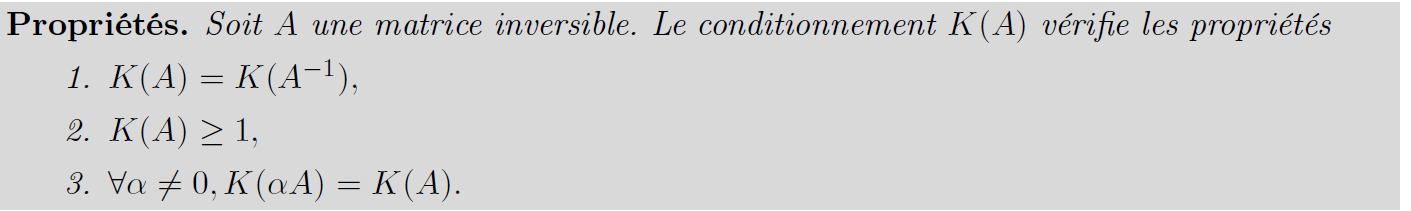 Propriétés. Soit A une matrice inversible. Le conditionnement K(A) vérifie les propriétés
1. K(A) = K(A⁻¹),
2. K(A) ≥ 1,
3. ∀α ≠ 0, K(αA) = K(A).